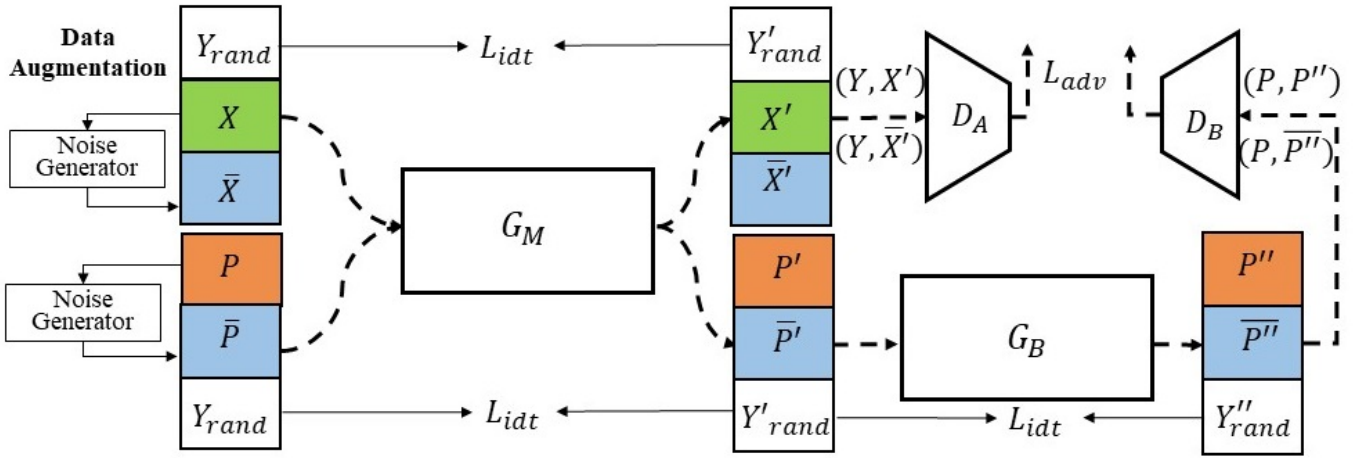 Data
Augmentation
Y_rand
L_idt
Y'_rand
X
X'
(Y, X')
(Y, X̅')
D_A
L_adv
D_B
(P, P'')
(P, P̅'̅'̅)
Noise
Generator
X̅
X̅'
G_M
P
P'
P''
Noise
Generator
P̅
P̅'
G_B
P̅'̅'̅
Y_rand
L_idt
Y'_rand
L_idt
Y''_rand